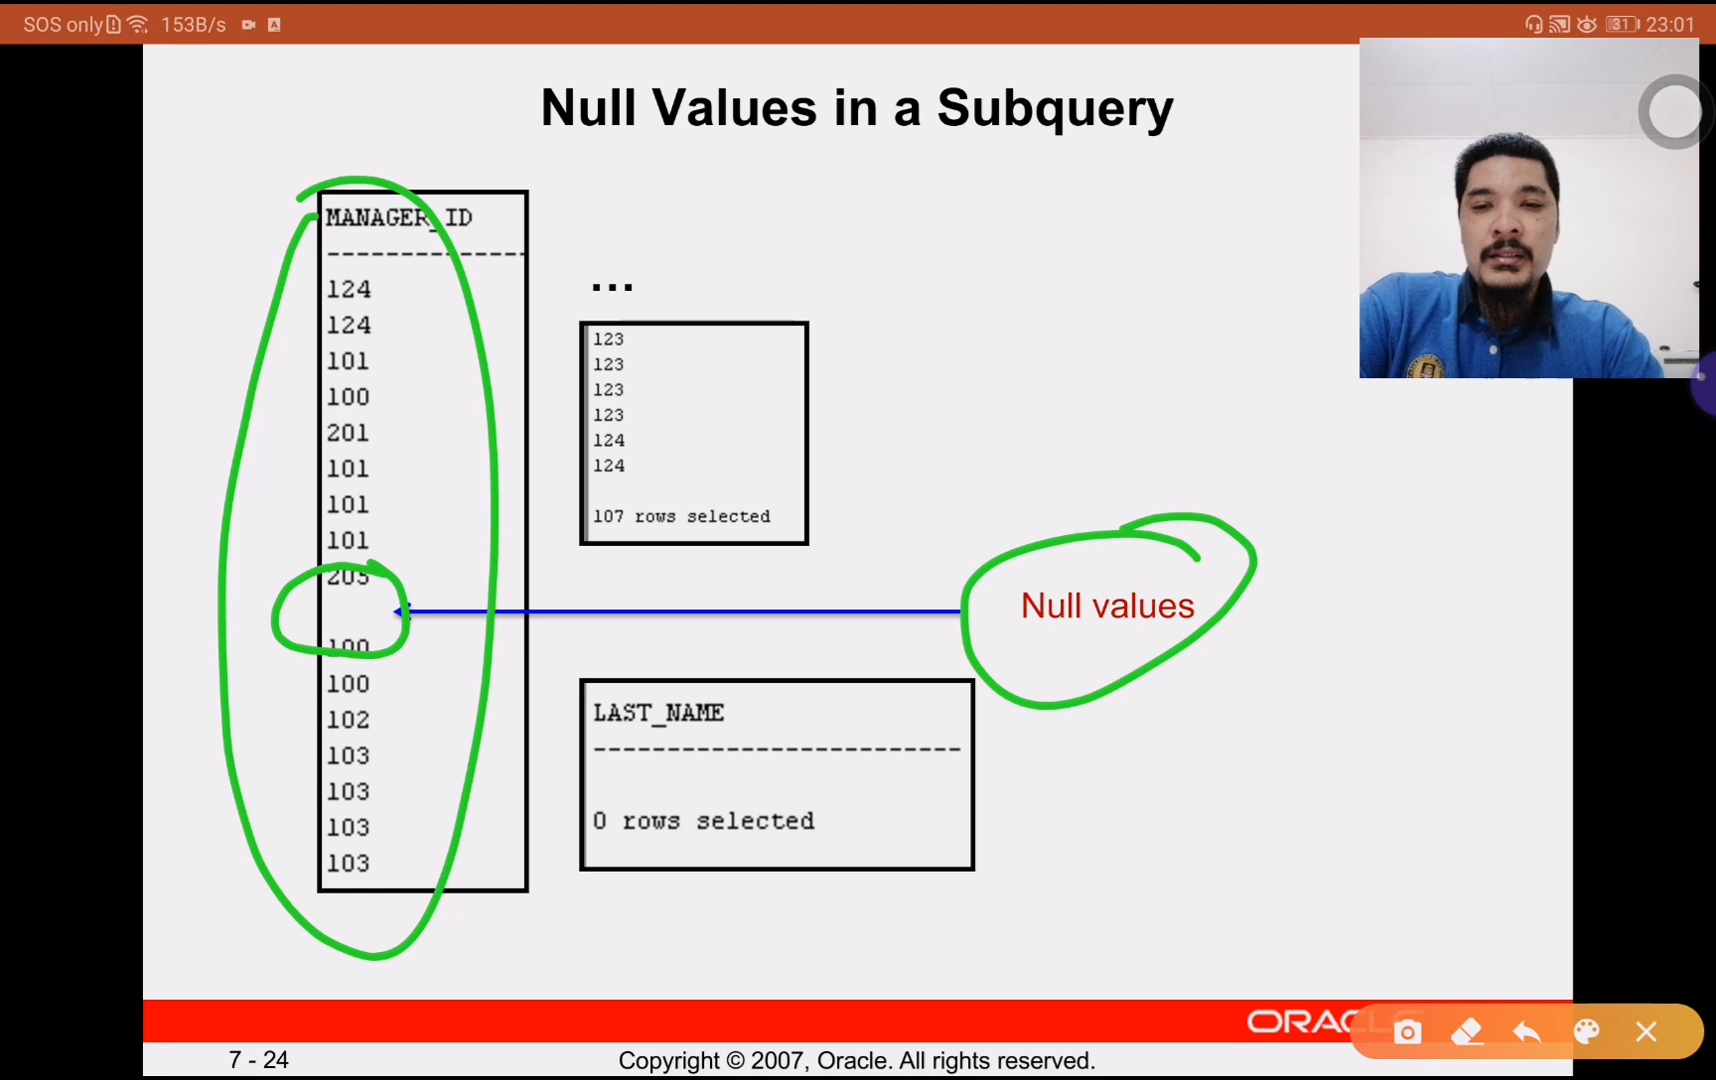 SOS only 153B/s 31 23:01
Null Values in a Subquery
MANAGER_ID
124
124
101
100
201
101
101
101
205
100
100
102
103
103
103
103
...
123
123
123
123
124
124
107 rows selected
Null values
LAST_NAME
0 rows selected
ORACLE
7 - 24
Copyright © 2007, Oracle. All rights reserved.